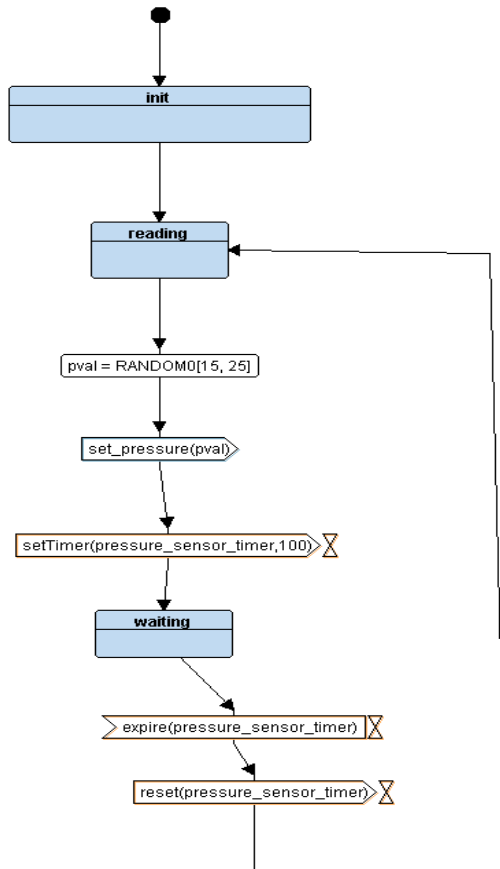 init
reading
pval = RANDOM0[15, 25]
set_pressure(pval)
setTimer(pressure_sensor_timer,100)
waiting
expire(pressure_sensor_timer)
reset(pressure_sensor_timer)